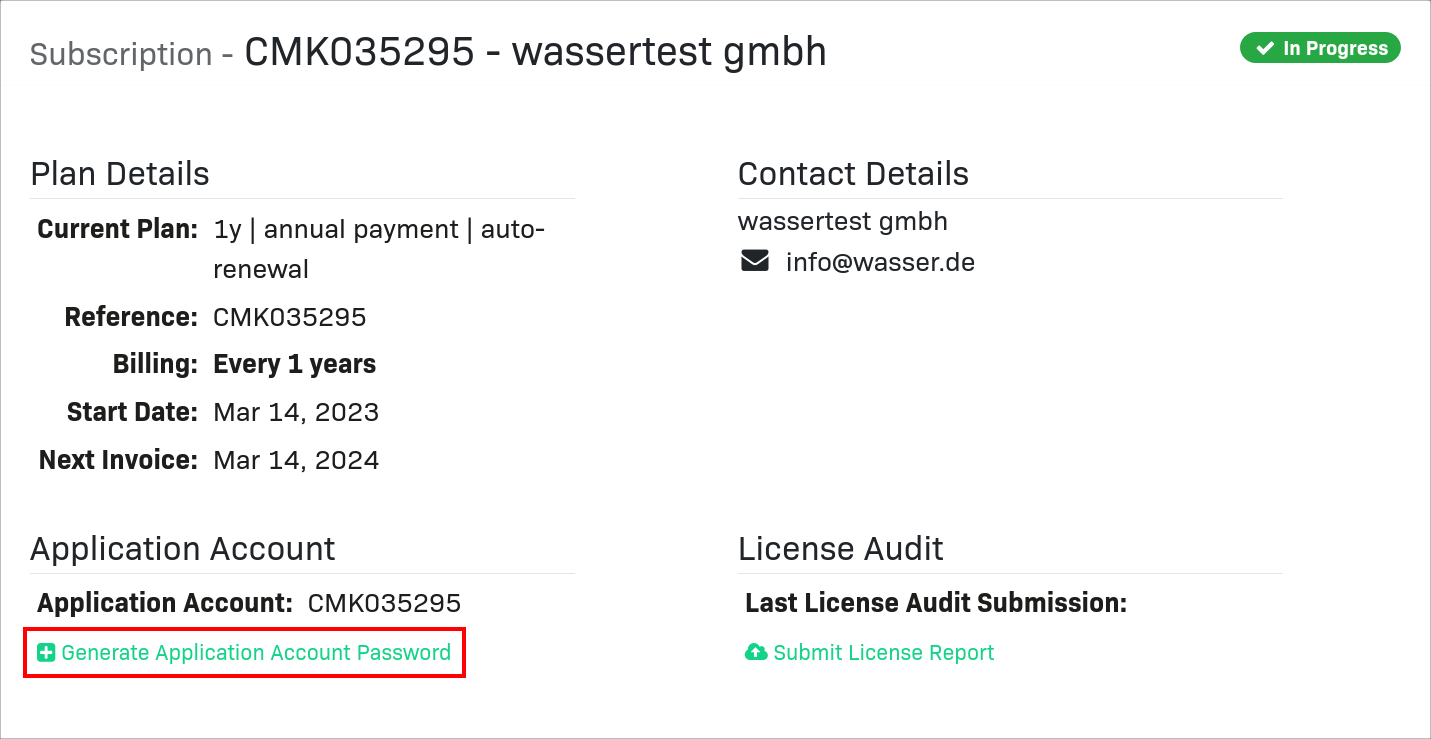 Subscription - CMK035295 - wassertest gmbh
In Progress
Plan Details
Current Plan: 1y | annual payment | auto-
renewal
Reference: CMK035295
Billing: Every 1 years
Start Date: Mar 14, 2023
Next Invoice: Mar 14, 2024
Contact Details
wassertest gmbh
info@wasser.de
Application Account
Application Account: CMK035295
Generate Application Account Password
License Audit
Last License Audit Submission:
Submit License Report